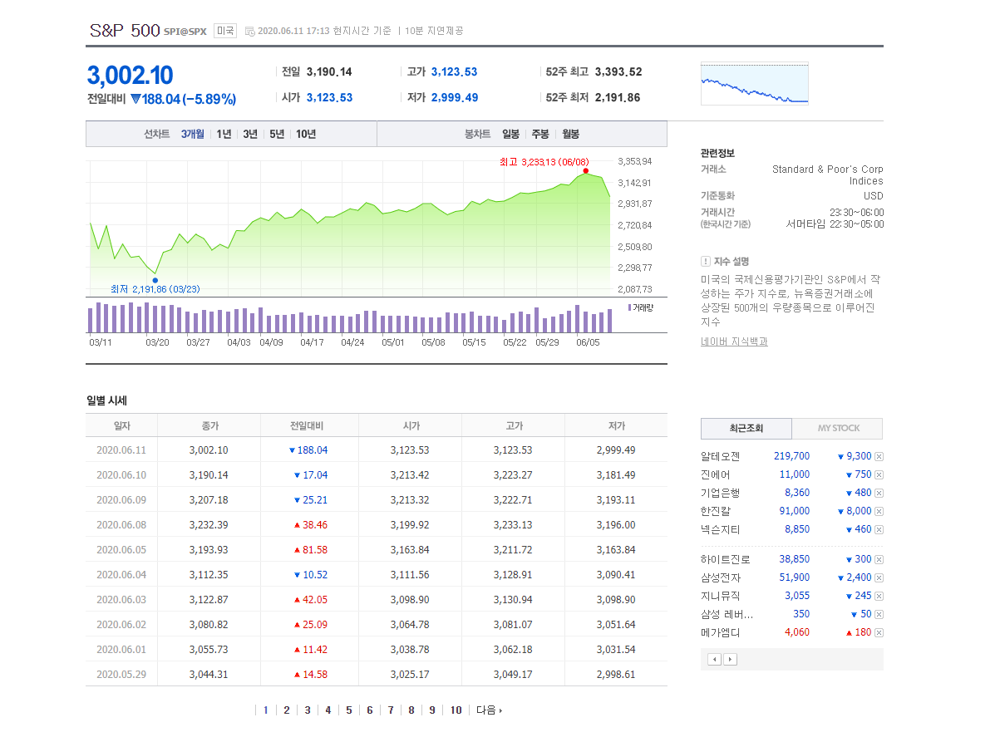 S&P 500 SPI@SPX 미국 2020.06.11 17:13 현지시간 기준 | 10분 지연제공
3,002.10
전일대비 ▼188.04 (−5.89%)
전일 3,190.14 고가 3,123.53 52주 최고 3,393.52
시가 3,123.53 저가 2,999.49 52주 최저 2,191.86
선차트 3개월 1년 3년 5년 10년 봉차트 일봉 주봉 월봉
최고 3,233,13 (06/08)
최저 2,191,86 (03/23)
3,353,94
3,142,91
2,931,87
2,720,84
2,509,80
2,298,77
2,087,73
거래량
03/11 03/20 03/27 04/03 04/09 04/17 04/24 05/01 05/08 05/15 05/22 05/29 06/05
관련정보
거래소 Standard & Poor's Corp
Indices
기준통화 USD
거래시간 23:30~06:00
(한국시간 기준) 서머타임 22:30~05:00
! 지수 설명
미국의 국제신용평가기관인 S&P에서 작
성하는 주가 지수로, 뉴욕증권거래소에
상장된 500개의 우량종목으로 이루어진
지수
네이버 지식백과
일별 시세
일자 종가 전일대비 시가 고가 저가
2020.06.11 3,002.10 ▼188.04 3,123.53 3,123.53 2,999.49
2020.06.10 3,190.14 ▼17.04 3,213.42 3,223.27 3,181.49
2020.06.09 3,207.18 ▼25.21 3,213.32 3,222.71 3,193.11
2020.06.08 3,232.39 ▲38.46 3,199.92 3,233.13 3,196.00
2020.06.05 3,193.93 ▲81.58 3,163.84 3,211.72 3,163.84
2020.06.04 3,112.35 ▼10.52 3,111.56 3,128.91 3,090.41
2020.06.03 3,122.87 ▲42.05 3,098.90 3,130.94 3,098.90
2020.06.02 3,080.82 ▲25.09 3,064.78 3,081.07 3,051.64
2020.06.01 3,055.73 ▲11.42 3,038.78 3,062.18 3,031.54
2020.05.29 3,044.31 ▲14.58 3,025.17 3,049.17 2,998.61
1 2 3 4 5 6 7 8 9 10 다음
최근조회 MY STOCK
알테오젠 219,700 ▼9,300
진에어 11,000 ▼750
기업은행 8,360 ▼480
한진칼 91,000 ▼8,000
넥슨지티 8,850 ▼460
하이트진로 38,850 ▼300
삼성전자 51,900 ▼2,400
지니뮤직 3,055 ▼245
삼성 레버... 350 ▼50
메가엠디 4,060 ▲180